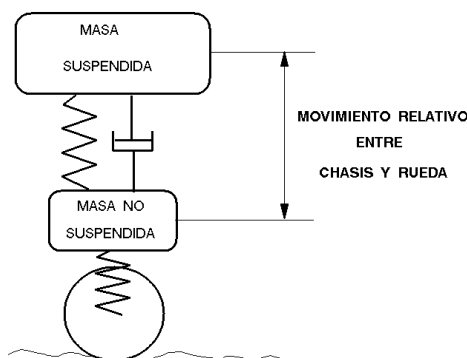 MASA
SUSPENDIDA
MOVIMIENTO RELATIVO
ENTRE
CHASIS Y RUEDA
MASA NO
SUSPENDIDA